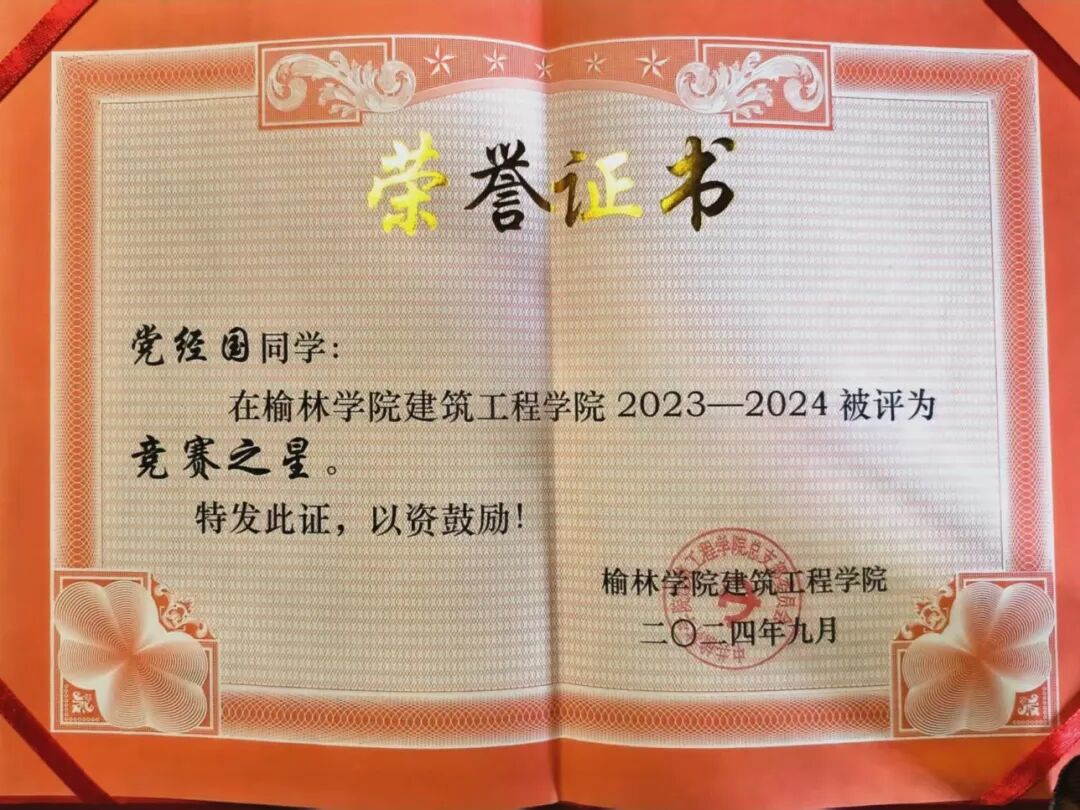 荣誉证书
党经国同学：
在榆林学院建筑工程学院 2023—2024 被评为
竞赛之星。
特发此证，以资鼓励！
榆林学院建筑工程学院
二〇二四年九月